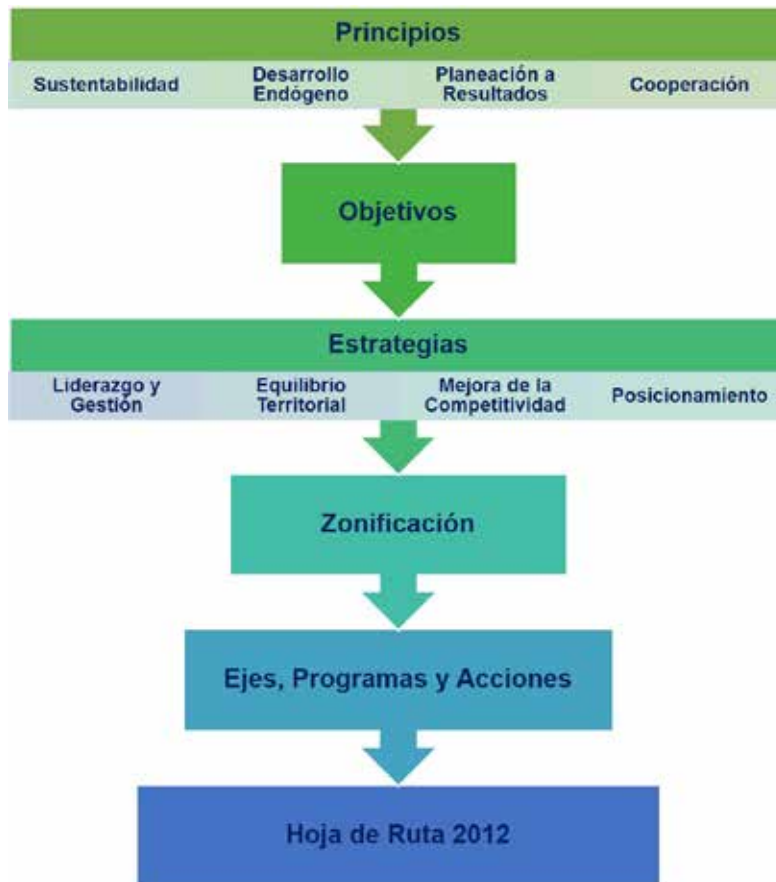 Principios
Sustentabilidad
Desarrollo
Endógeno
Planeación a
Resultados
Cooperación
Objetivos
Estrategias
Liderazgo y
Gestión
Equilibrio
Territorial
Mejora de la
Competitividad
Posicionamiento
Zonificación
Ejes, Programas y Acciones
Hoja de Ruta 2012